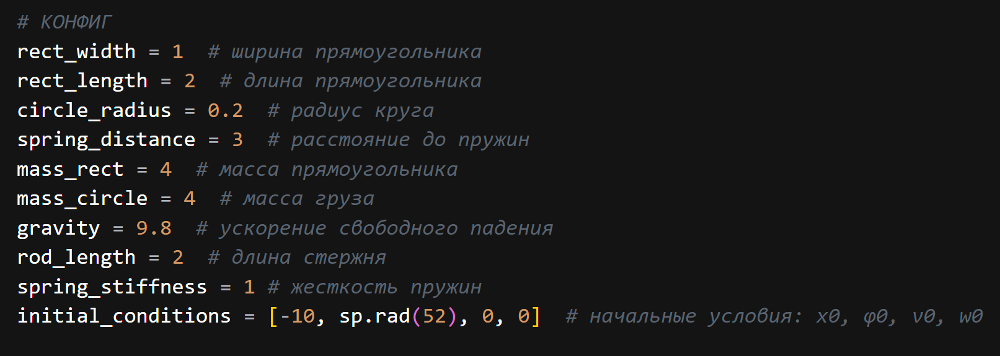 # КОНФИГ
rect_width = 1  # ширина прямоугольника
rect_length = 2  # длина прямоугольника
circle_radius = 0.2  # радиус круга
spring_distance = 3  # расстояние до пружин
mass_rect = 4  # масса прямоугольника
mass_circle = 4  # масса груза
gravity = 9.8  # ускорение свободного падения
rod_length = 2  # длина стержня
spring_stiffness = 1 # жесткость пружин
initial_conditions = [-10, sp.rad(52), 0, 0]  # начальные условия: x0, φ0, v0, w0